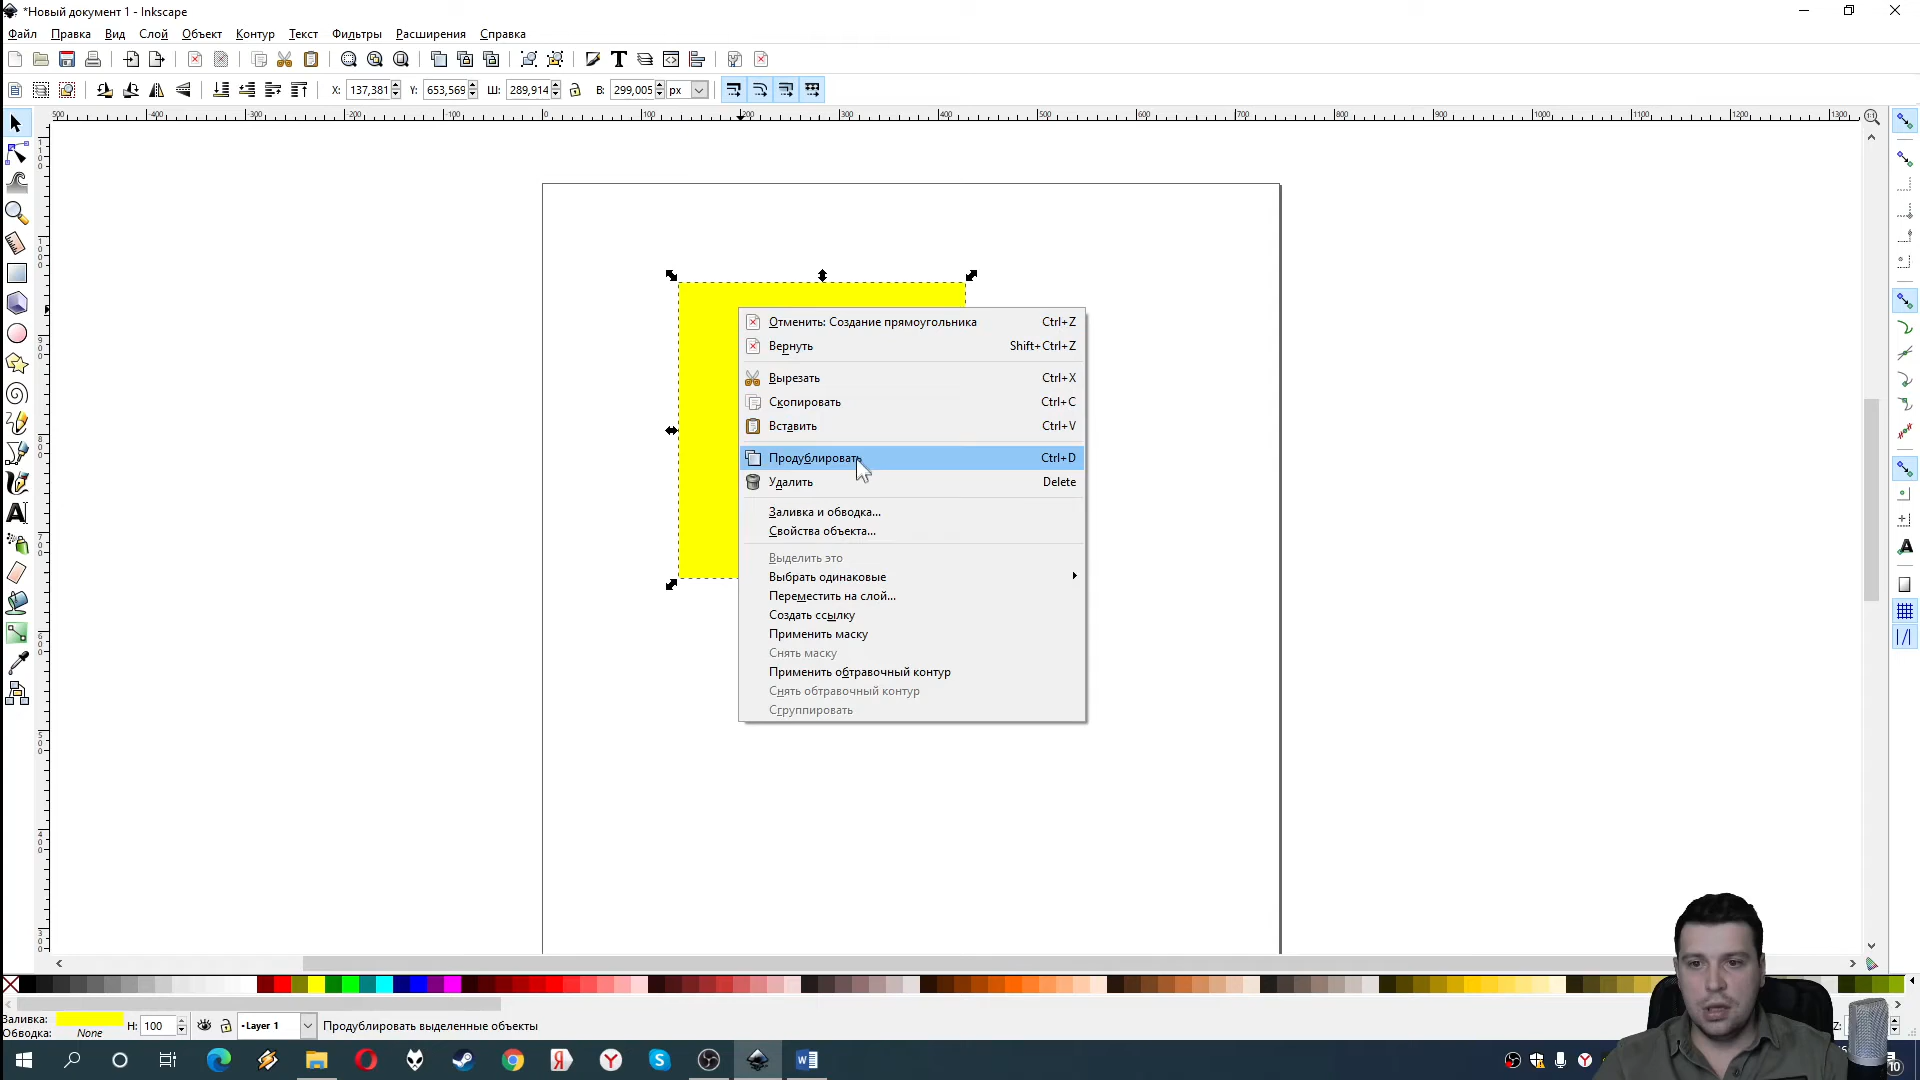 *Новый документ 1 - Inkscape
Файл Правка Вид Слой Объект Контур Текст Фильтры Расширения Справка
X: 137,381 Y: 653,569 Ш: 289,914 В: 299,005 px
Отменить: Создание прямоугольника Ctrl+Z
Вернуть Shift+Ctrl+Z
Вырезать Ctrl+X
Скопировать Ctrl+C
Вставить Ctrl+V
Продублировать Ctrl+D
Удалить Delete
Заливка и обводка...
Свойства объекта...
Выделить это
Выбрать одинаковые
Переместить на слой...
Создать ссылку
Применить маску
Снять маску
Применить обтравочный контур
Снять обтравочный контур
Сгруппировать
Заливка:
Обводка: None
Н: 100
•Layer 1
Продублировать выделенные объекты
Z: